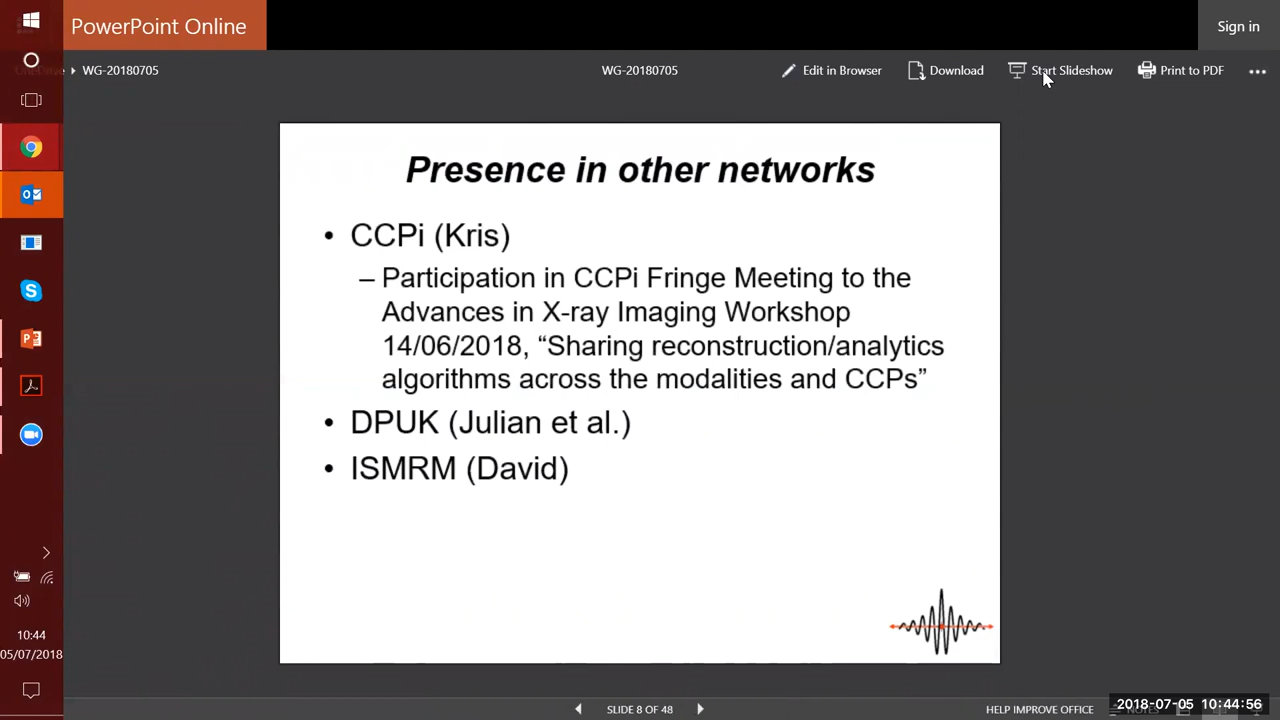 PowerPoint Online
Sign in
WG-20180705
WG-20180705
Edit in Browser
Download
Start Slideshow
Print to PDF
Presence in other networks
• CCPi (Kris)
– Participation in CCPi Fringe Meeting to the
Advances in X-ray Imaging Workshop
14/06/2018, “Sharing reconstruction/analytics
algorithms across the modalities and CCPs”
• DPUK (Julian et al.)
• ISMRM (David)
10:44
05/07/2018
SLIDE 8 OF 48
HELP IMPROVE OFFICE
NOTES
2018-07-05 10:44:56